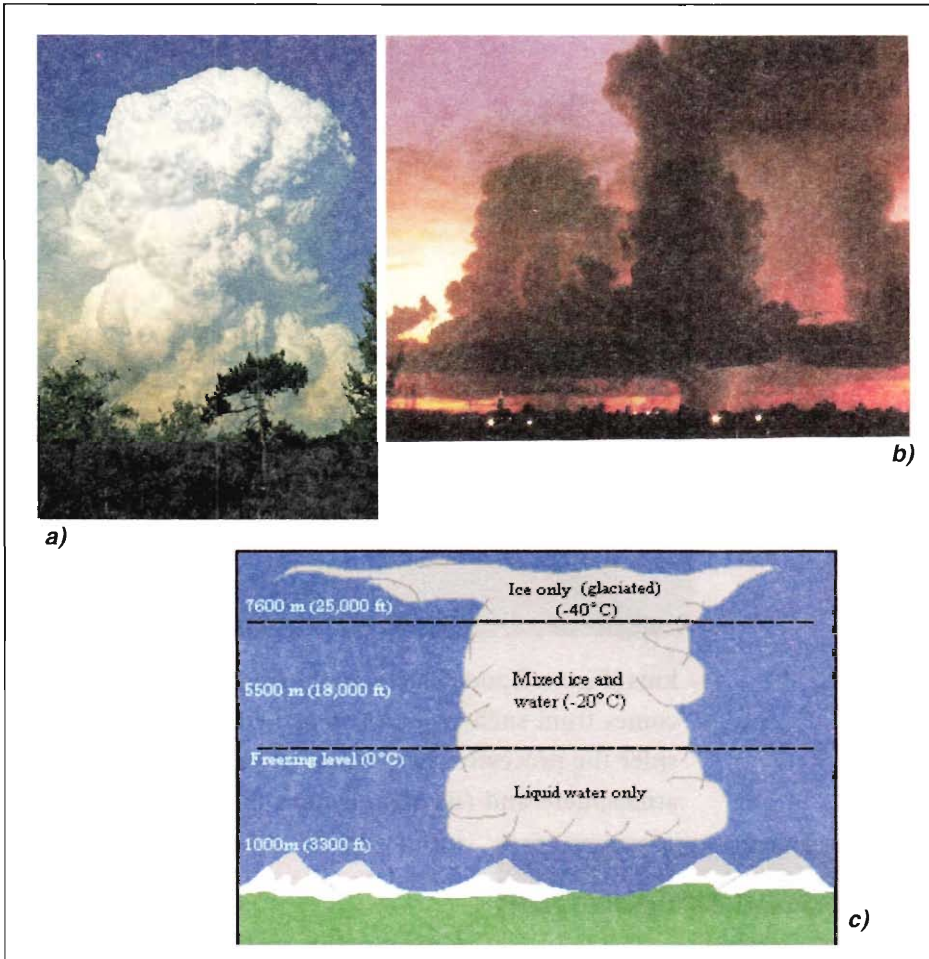 a)
b)
7600 m (25,000 ft)
Ice only (glaciated)
(-40°C)
5500 m (18,000 ft)
Mixed ice and
water (-20°C)
Freezing level (0°C)
Liquid water only
1000m (3300 ft)
c)